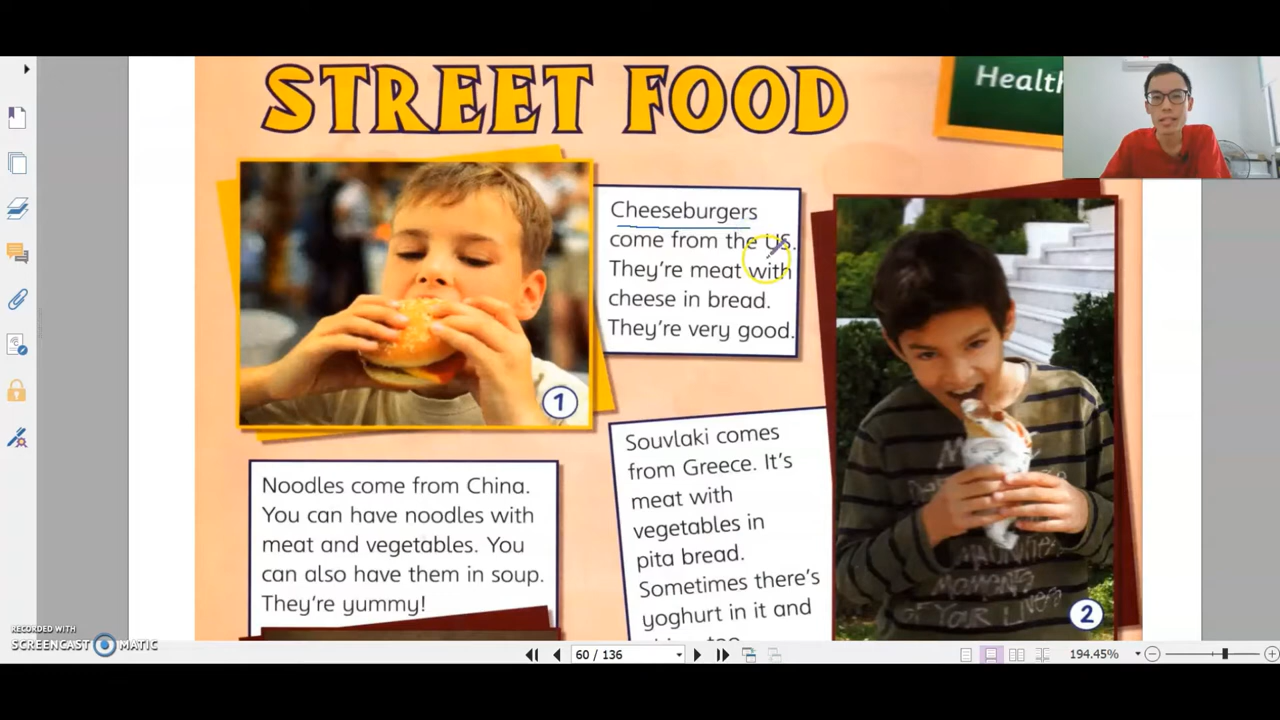 STREET FOOD
Health
Cheeseburgers
come from the US.
They're meat with
cheese in bread.
They're very good.
1
Souvlaki comes
from Greece. It's
meat with
vegetables in
pita bread.
Sometimes there's
yoghurt in it and
Noodles come from China.
You can have noodles with
meat and vegetables. You
can also have them in soup.
They're yummy!
2
RECORDED WITH
SCREENCAST MATIC
60 / 136
194.45%